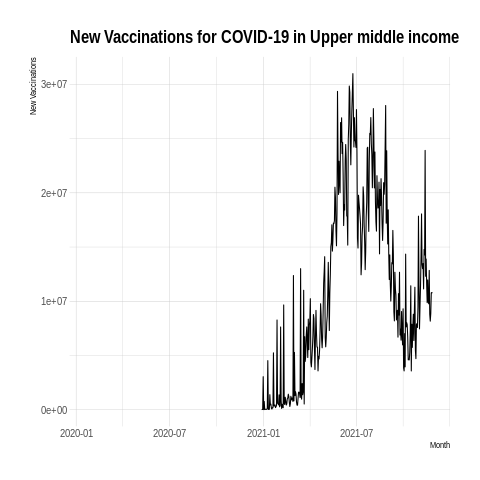 New Vaccinations for COVID-19 in Upper middle income
New Vaccinations
3e+07
2e+07
1e+07
0e+00
2020-01 2020-07 2021-01 2021-07
Month